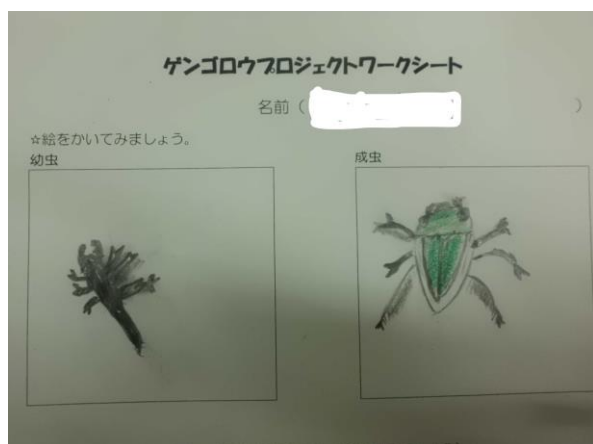 ゲンゴロウプロジェクトワークシート
名前（ ）
☆絵をかいてみましょう。
幼虫
成虫